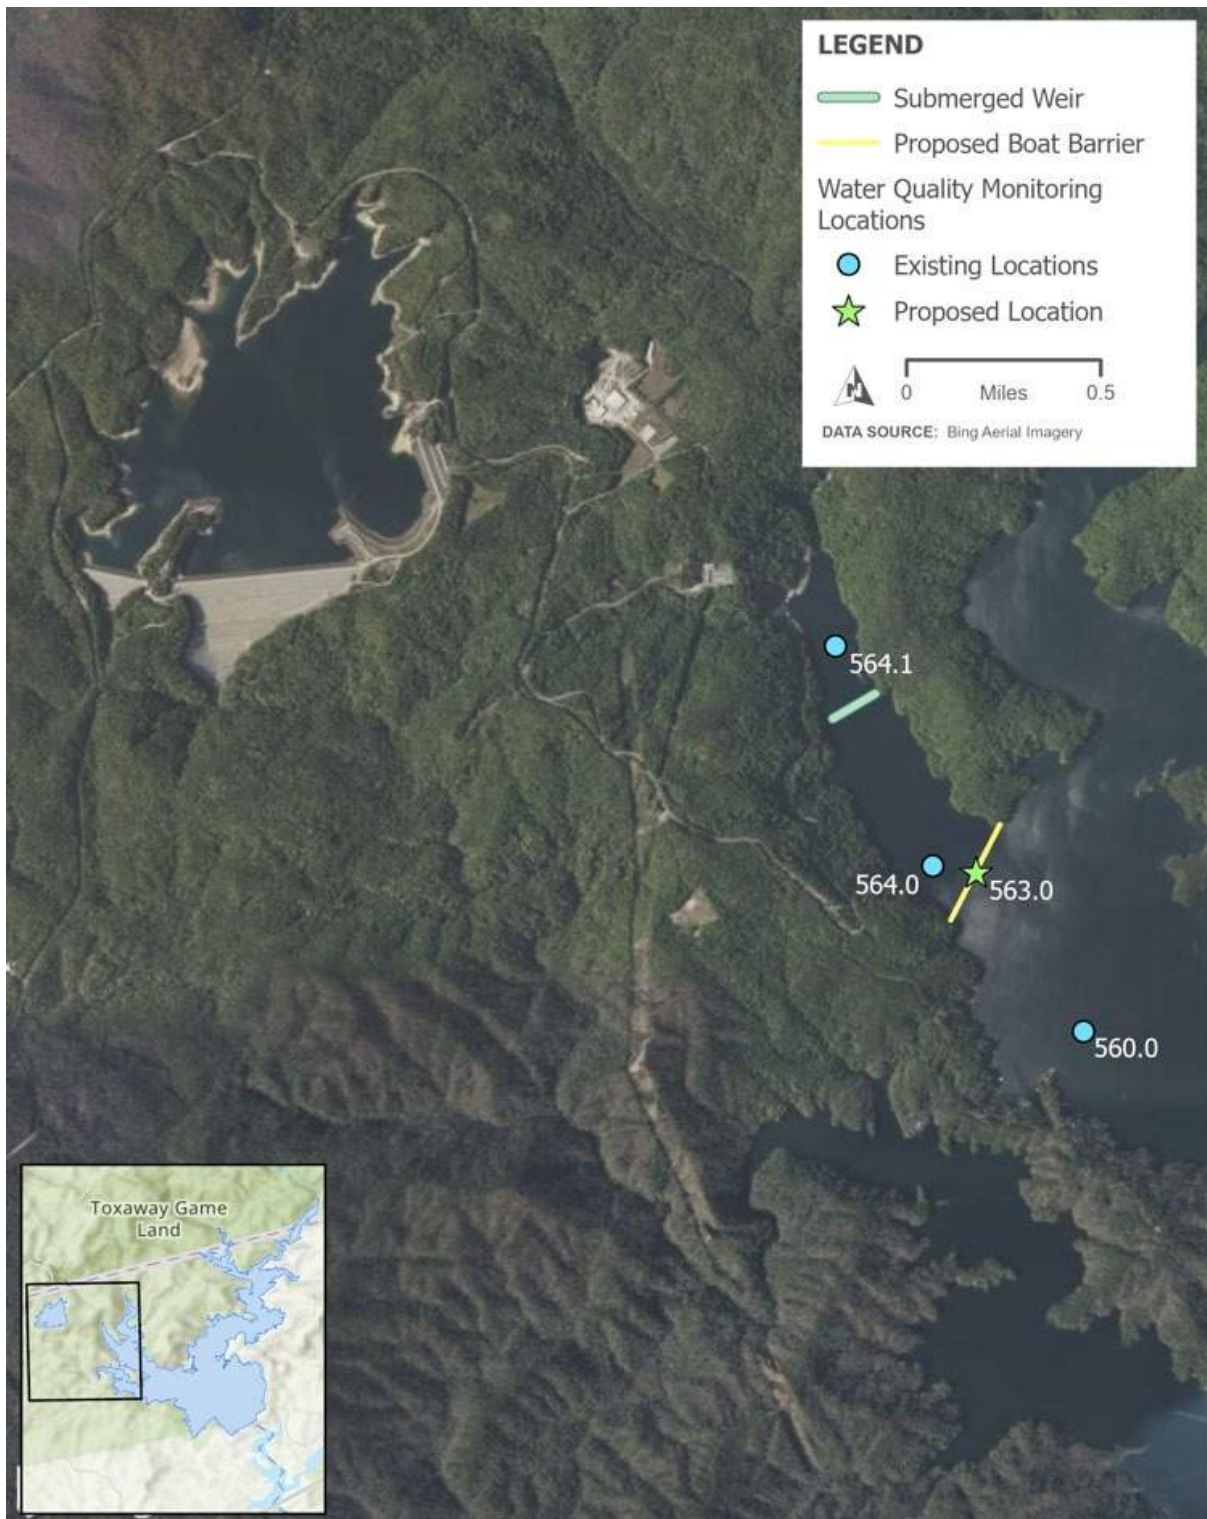 LEGEND
Submerged Weir
Proposed Boat Barrier
Water Quality Monitoring
Locations
Existing Locations
Proposed Location
N
0 Miles 0.5
DATA SOURCE: Bing Aerial Imagery
564.1
564.0
563.0
560.0
Toxaway Game
Land